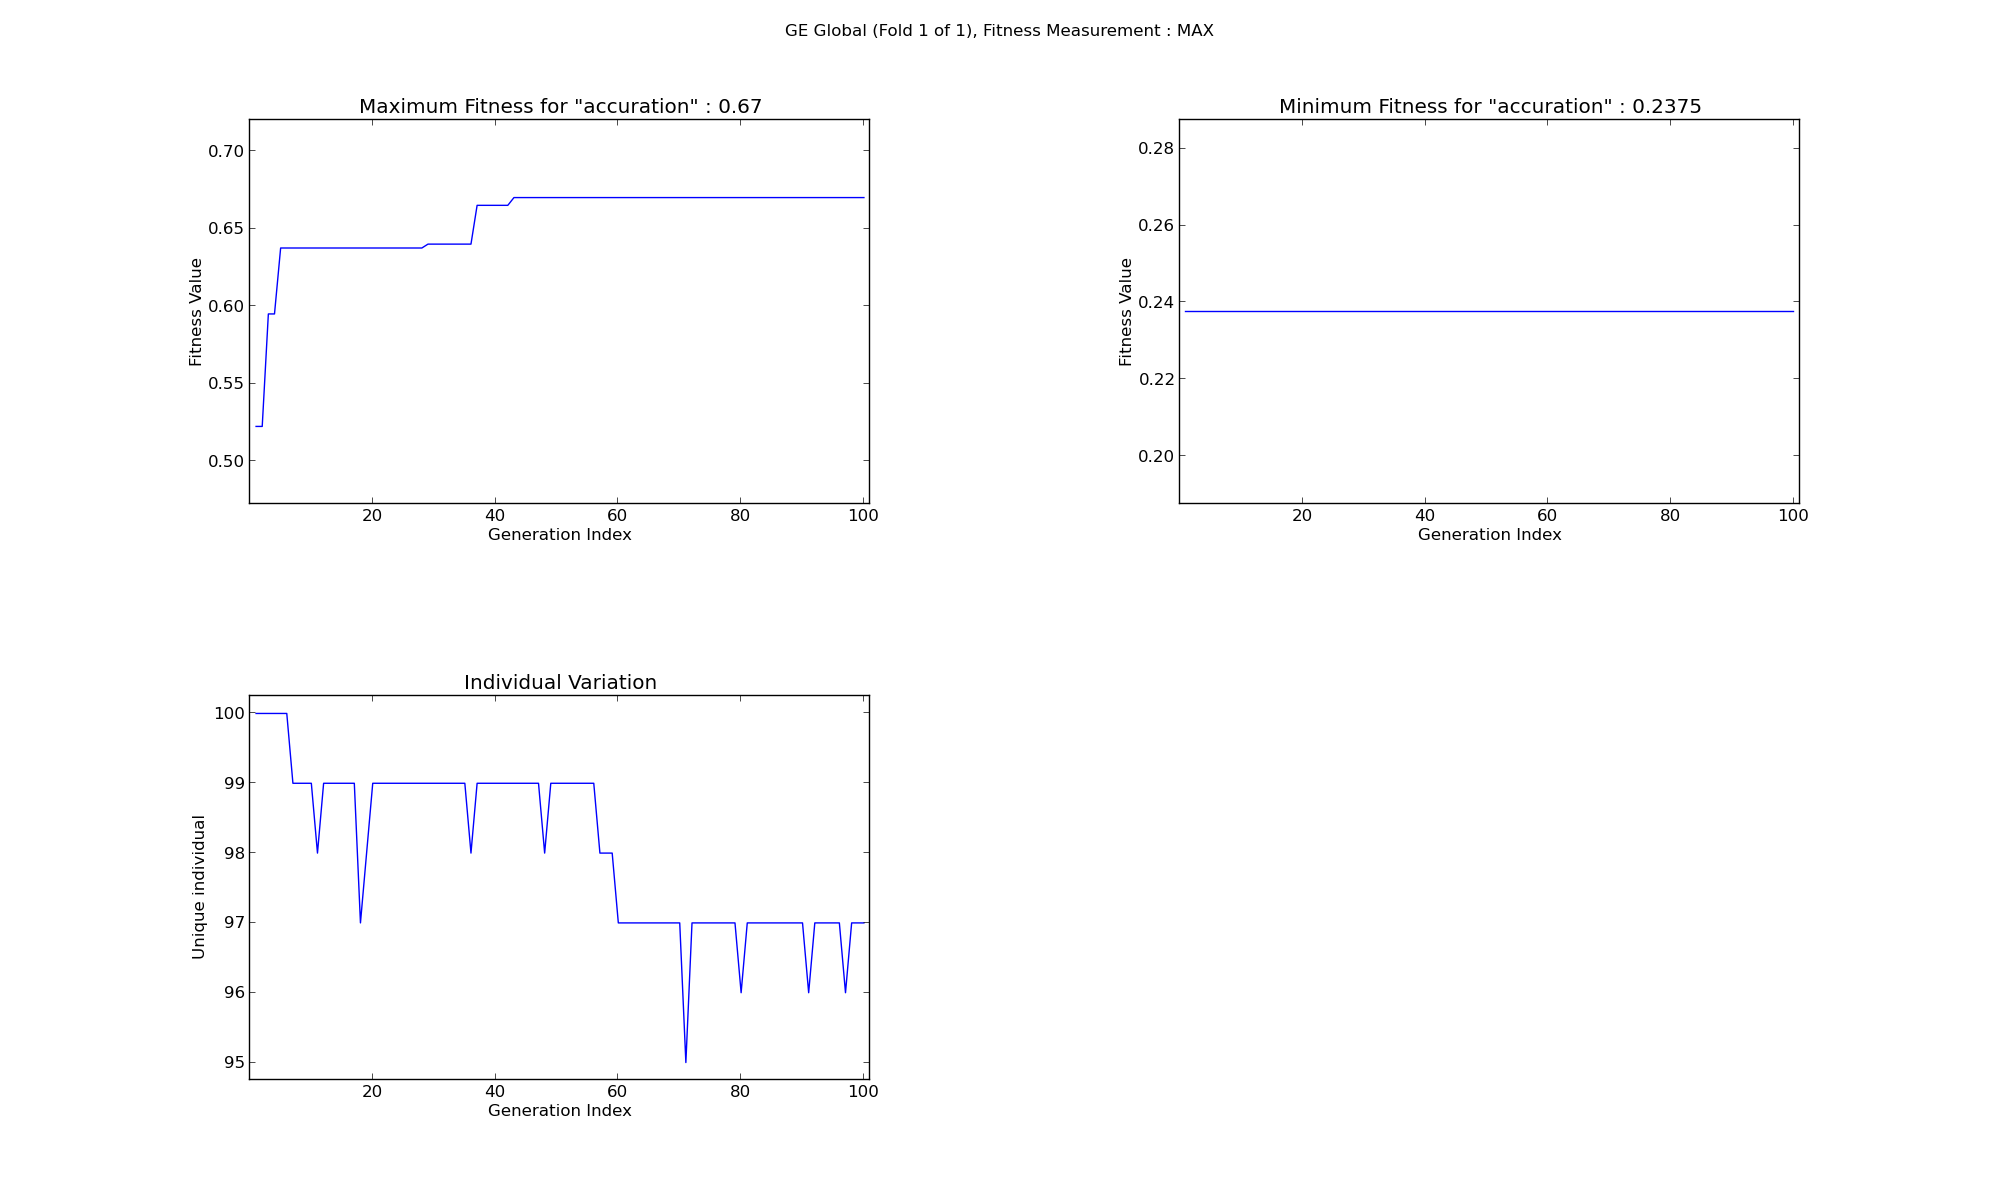 GE Global (Fold 1 of 1), Fitness Measurement : MAX
Maximum Fitness for "accuration" : 0.67
0.70
0.65
0.60
0.55
0.50
Fitness Value
20 40 60 80 100
Generation Index
Minimum Fitness for "accuration" : 0.2375
0.28
0.26
0.24
0.22
0.20
Fitness Value
20 40 60 80 100
Generation Index
Individual Variation
100
99
98
97
96
95
Unique individual
20 40 60 80 100
Generation Index